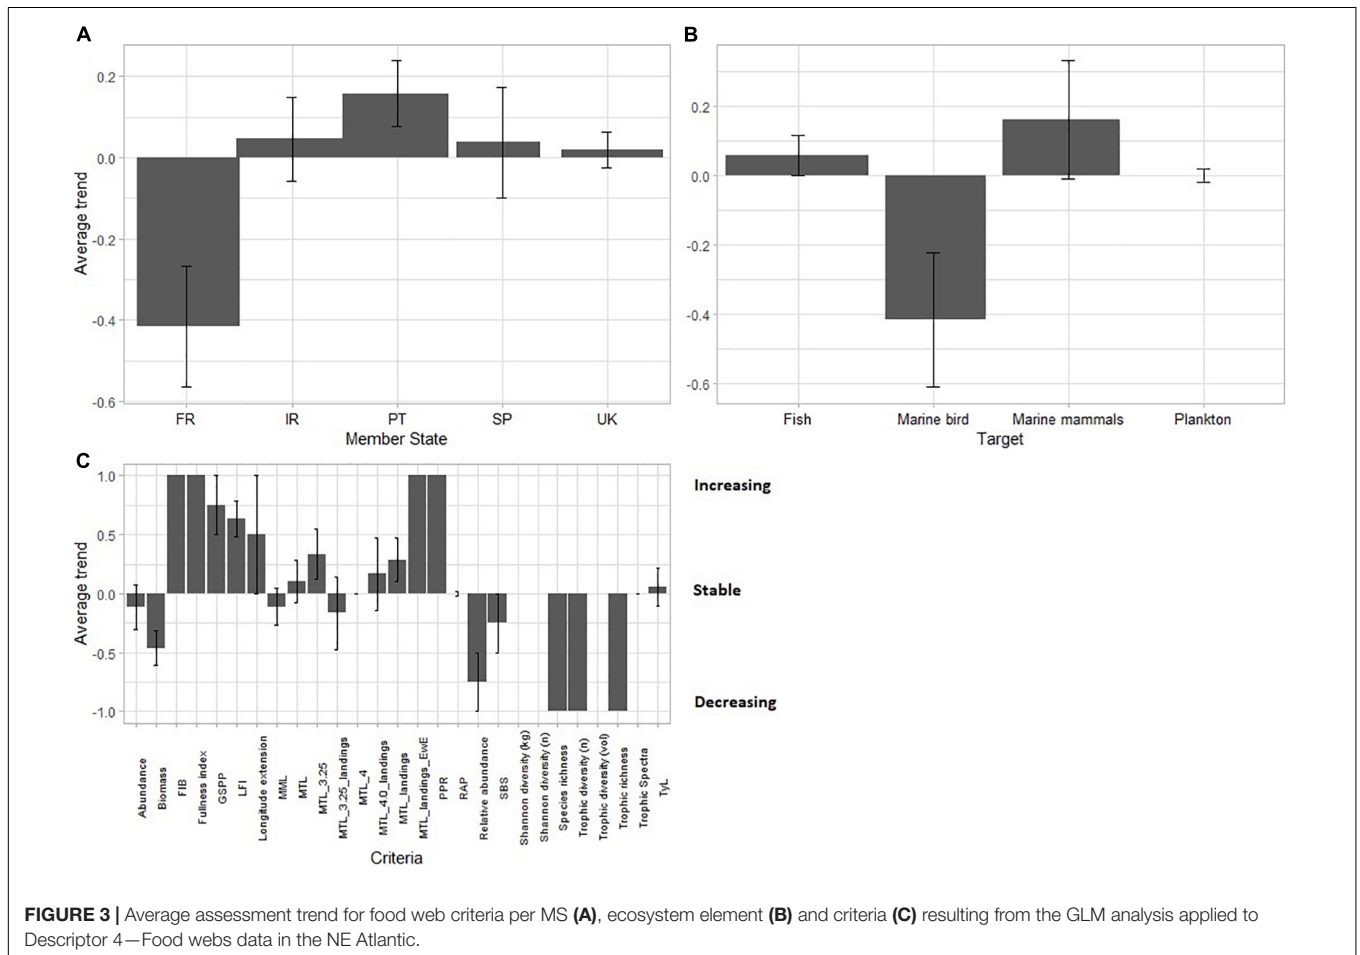 A
0.2
0.0
-0.2
-0.4
-0.6
Average trend
FR IR PT SP UK
Member State
B
0.2
0.0
-0.2
-0.4
-0.6
Fish Marine bird Marine mammals Plankton
Target
C
1.0
0.5
0.0
-0.5
-1.0
Average trend
Abundance
Biomass
FIB
Fullness index
GSPP
LFI
Longitude extension
MML
MTL
MTL_3.25
MTL_3.25_landings
MTL_4
MTL_4.0_landings
MTL_landings
MTL_landings_EwE
PPR
RAP
Relative abundance
SBS
Shannon diversity (kg)
Shannon diversity (n)
Species richness
Trophic diversity (n)
Trophic diversity (vol)
Trophic richness
Trophic Spectra
TyL
Criteria
Increasing
Stable
Decreasing
FIGURE 3 | Average assessment trend for food web criteria per MS (A), ecosystem element (B) and criteria (C) resulting from the GLM analysis applied to
Descriptor 4—Food webs data in the NE Atlantic.